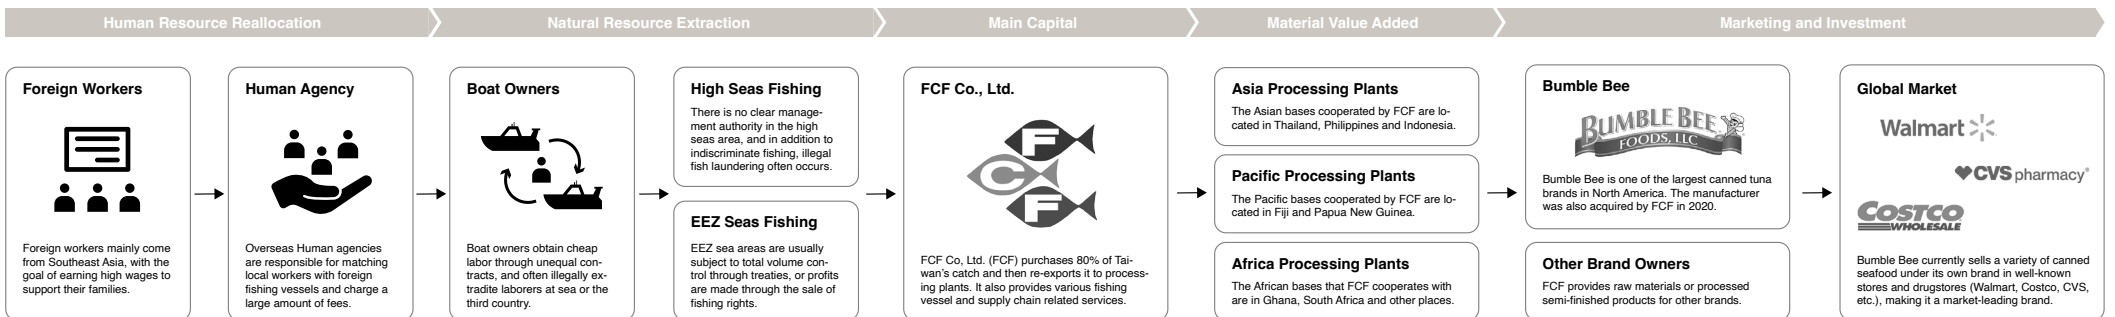 Human Resource Reallocation
Natural Resource Extraction
Main Capital
Material Value Added
Marketing and Investment
Foreign Workers
Foreign workers mainly come
from Southeast Asia, with the
goal of earning high wages to
support their families.
Human Agency
Overseas Human agencies
are responsible for matching
local workers with foreign
fishing vessels and charge a
large amount of fees.
Boat Owners
Boat owners obtain cheap
labor through unequal con-
tracts, and often illegally ex-
tradite laborers at sea or the
third country.
High Seas Fishing
There is no clear manage-
ment authority in the high
seas area, and in addition to
indiscriminate fishing, illegal
fish laundering often occurs.
EEZ Seas Fishing
EEZ sea areas are usually
subject to total volume con-
trol through treaties, or profits
are made through the sale of
fishing rights.
FCF Co., Ltd.
F
C
F
FCF Co, Ltd. (FCF) purchases 80% of Tai-
wan's catch and then re-exports it to process-
ing plants. It also provides various fishing
vessel and supply chain related services.
Asia Processing Plants
The Asian bases cooperated by FCF are lo-
cated in Thailand, Philippines and Indonesia.
Pacific Processing Plants
The Pacific bases cooperated by FCF are lo-
cated in Fiji and Papua New Guinea.
Africa Processing Plants
The African bases that FCF cooperates with
are in Ghana, South Africa and other places.
Bumble Bee
BUMBLE BEE
FOODS, LLC
Bumble Bee is one of the largest canned tuna
brands in North America. The manufacturer
was also acquired by FCF in 2020.
Other Brand Owners
FCF provides raw materials or processed
semi-finished products for other brands.
Global Market
Walmart
CVS pharmacy®
COSTCO
WHOLESALE
Bumble Bee currently sells a variety of canned
seafood under its own brand in well-known
stores and drugstores (Walmart, Costco, CVS,
etc.), making it a market-leading brand.